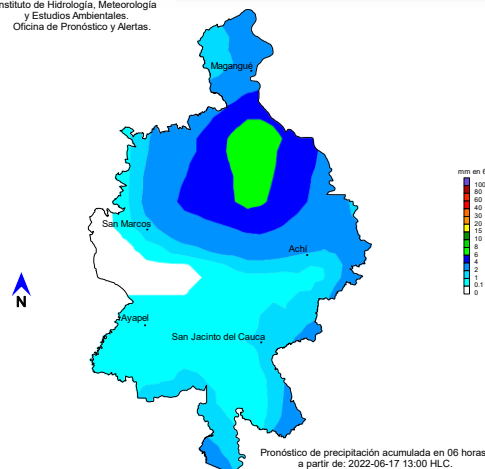 Instituto de Hidrología, Meteorología
y Estudios Ambientales.
Oficina de Pronóstico y Alertas.
Magangué
San Marcos
Achí
Ayapel
San Jacinto del Cauca
N
mm en 6
100
80
60
40
30
20
15
10
8
6
4
2
1
0.1
0
Pronóstico de precipitación acumulada en 06 horas
a partir de: 2022-06-17 13:00 HLC.